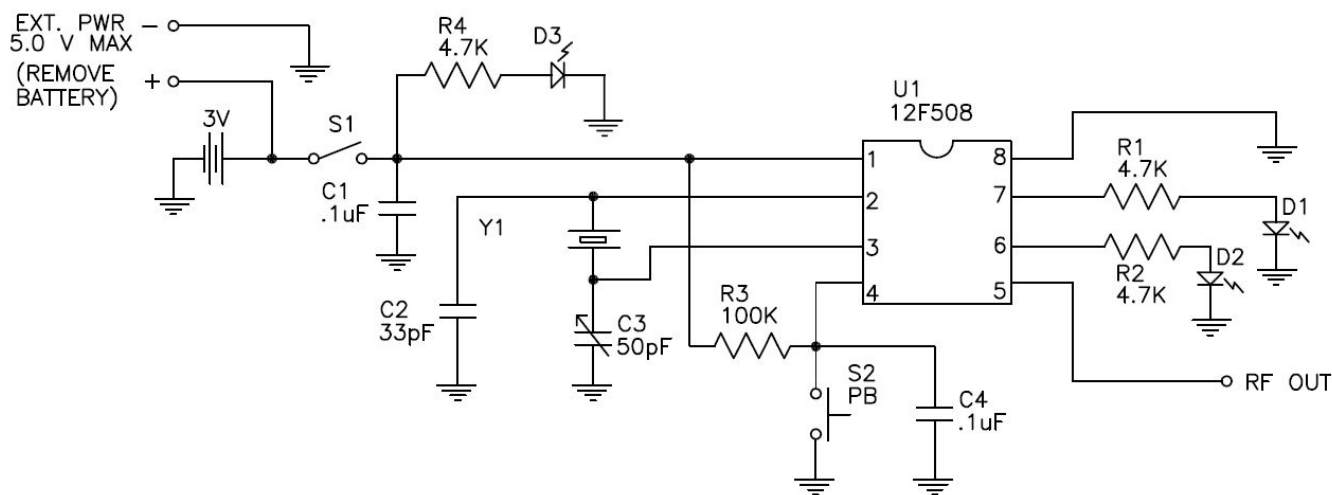 EXT. PWR -
5.0 V MAX
(REMOVE +
BATTERY)
3V
S1
R4
4.7K
D3
C1
.1uF
Y1
C2
33pF
C3
50pF
R3
100K
S2
PB
C4
.1uF
U1
12F508
1
2
3
4
8
7
6
5
R1
4.7K
D1
R2
4.7K
D2
RF OUT